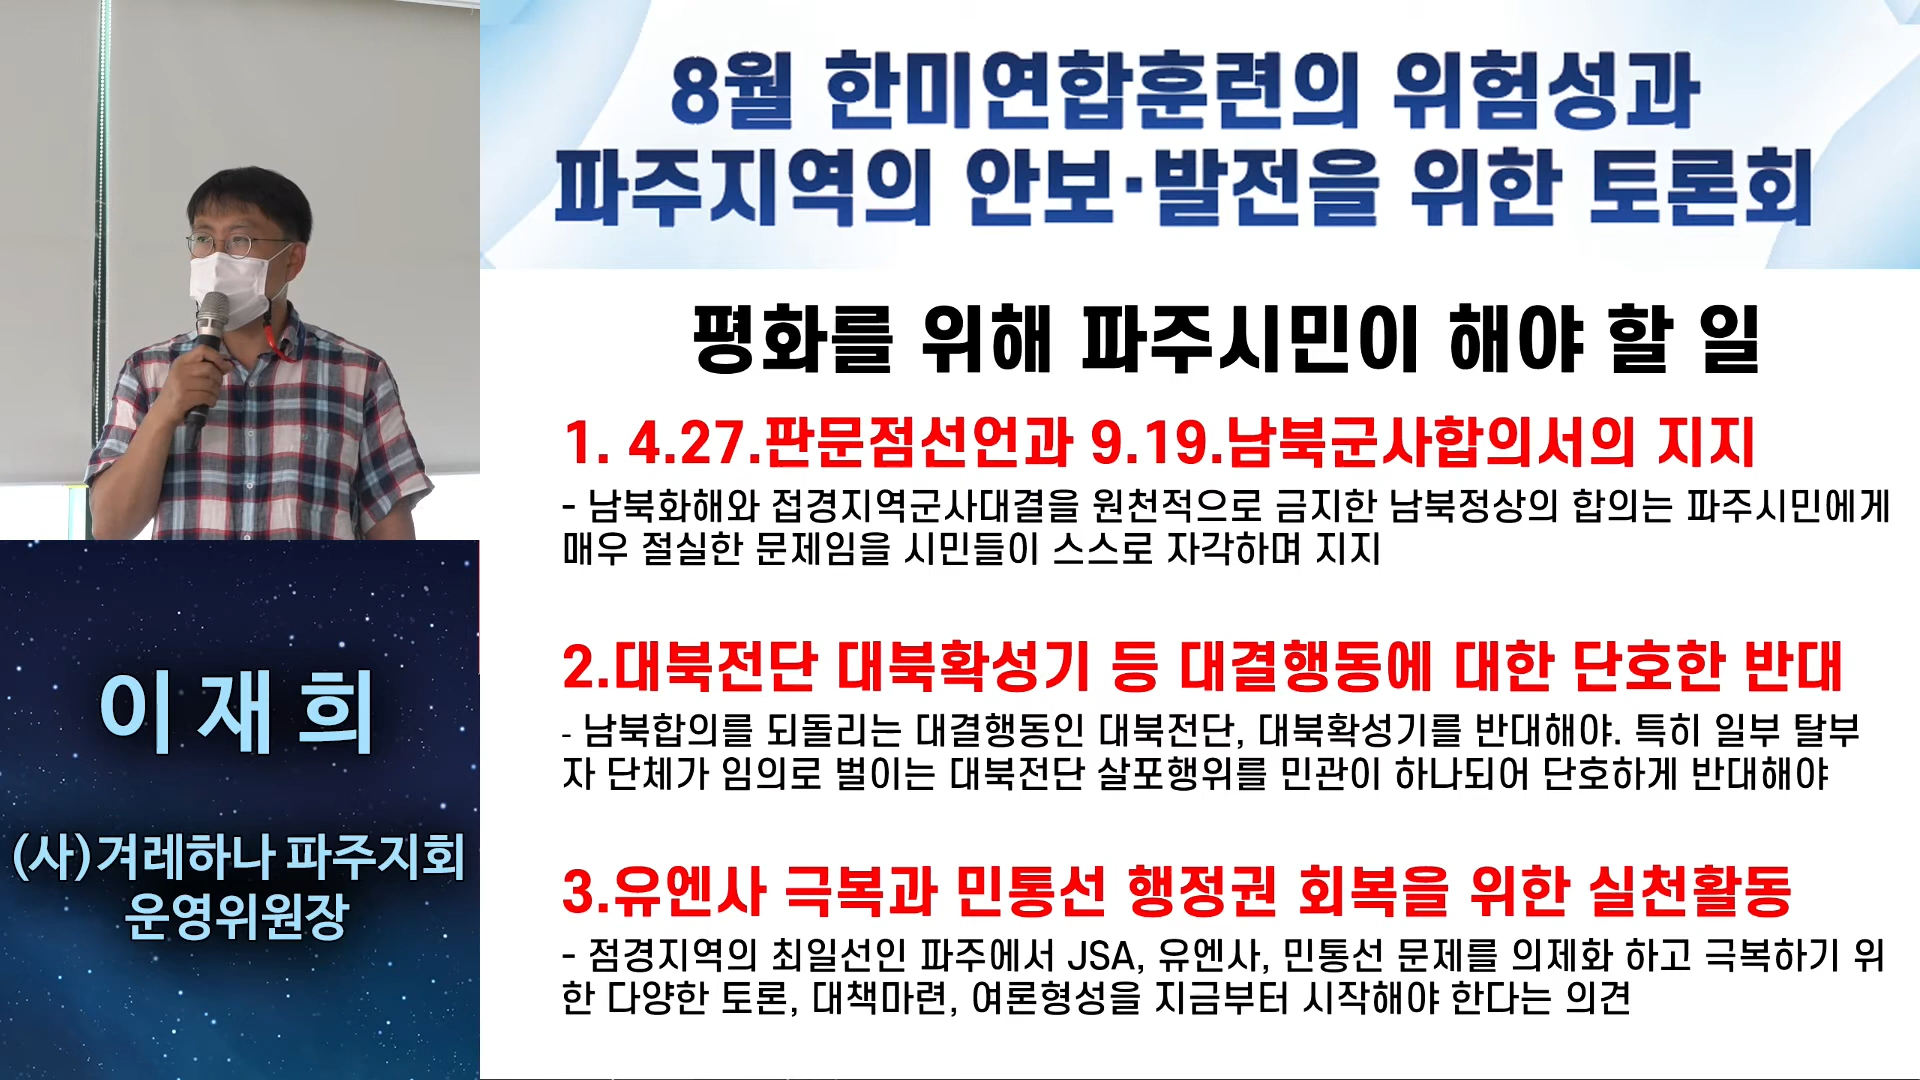 8월 한미연합훈련의 위험성과
파주지역의 안보·발전을 위한 토론회
평화를 위해 파주시민이 해야 할 일
1. 4.27.판문점선언과 9.19.남북군사합의서의 지지
- 남북화해와 접경지역군사대결을 원천적으로 금지한 남북정상의 합의는 파주시민에게
매우 절실한 문제임을 시민들이 스스로 자각하며 지지
2.대북전단 대북확성기 등 대결행동에 대한 단호한 반대
- 남북합의를 되돌리는 대결행동인 대북전단, 대북확성기를 반대해야. 특히 일부 탈부
자 단체가 임의로 벌이는 대북전단 살포행위를 민관이 하나되어 단호하게 반대해야
3.유엔사 극복과 민통선 행정권 회복을 위한 실천활동
- 점경지역의 최일선인 파주에서 JSA, 유엔사, 민통선 문제를 의제화 하고 극복하기 위
한 다양한 토론, 대책마련, 여론형성을 지금부터 시작해야 한다는 의견
이재희
(사)겨레하나 파주지회
운영위원장